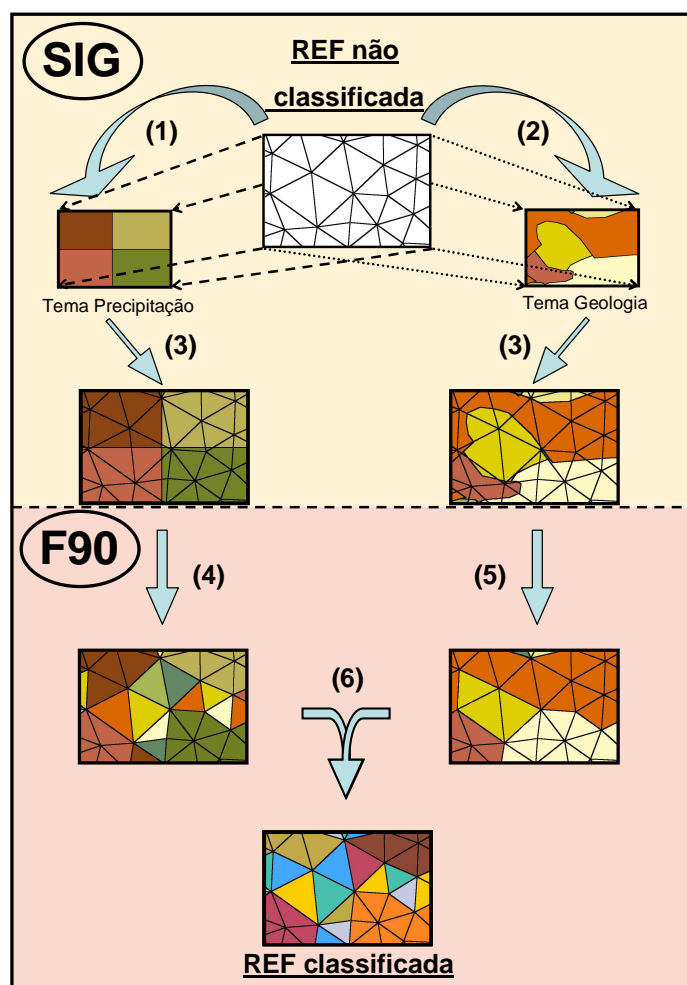 SIG
REF não
classificada
(1)
(2)
Tema Precipitação
Tema Geologia
(3)
(3)
F90
(4)
(5)
(6)
REF classificada